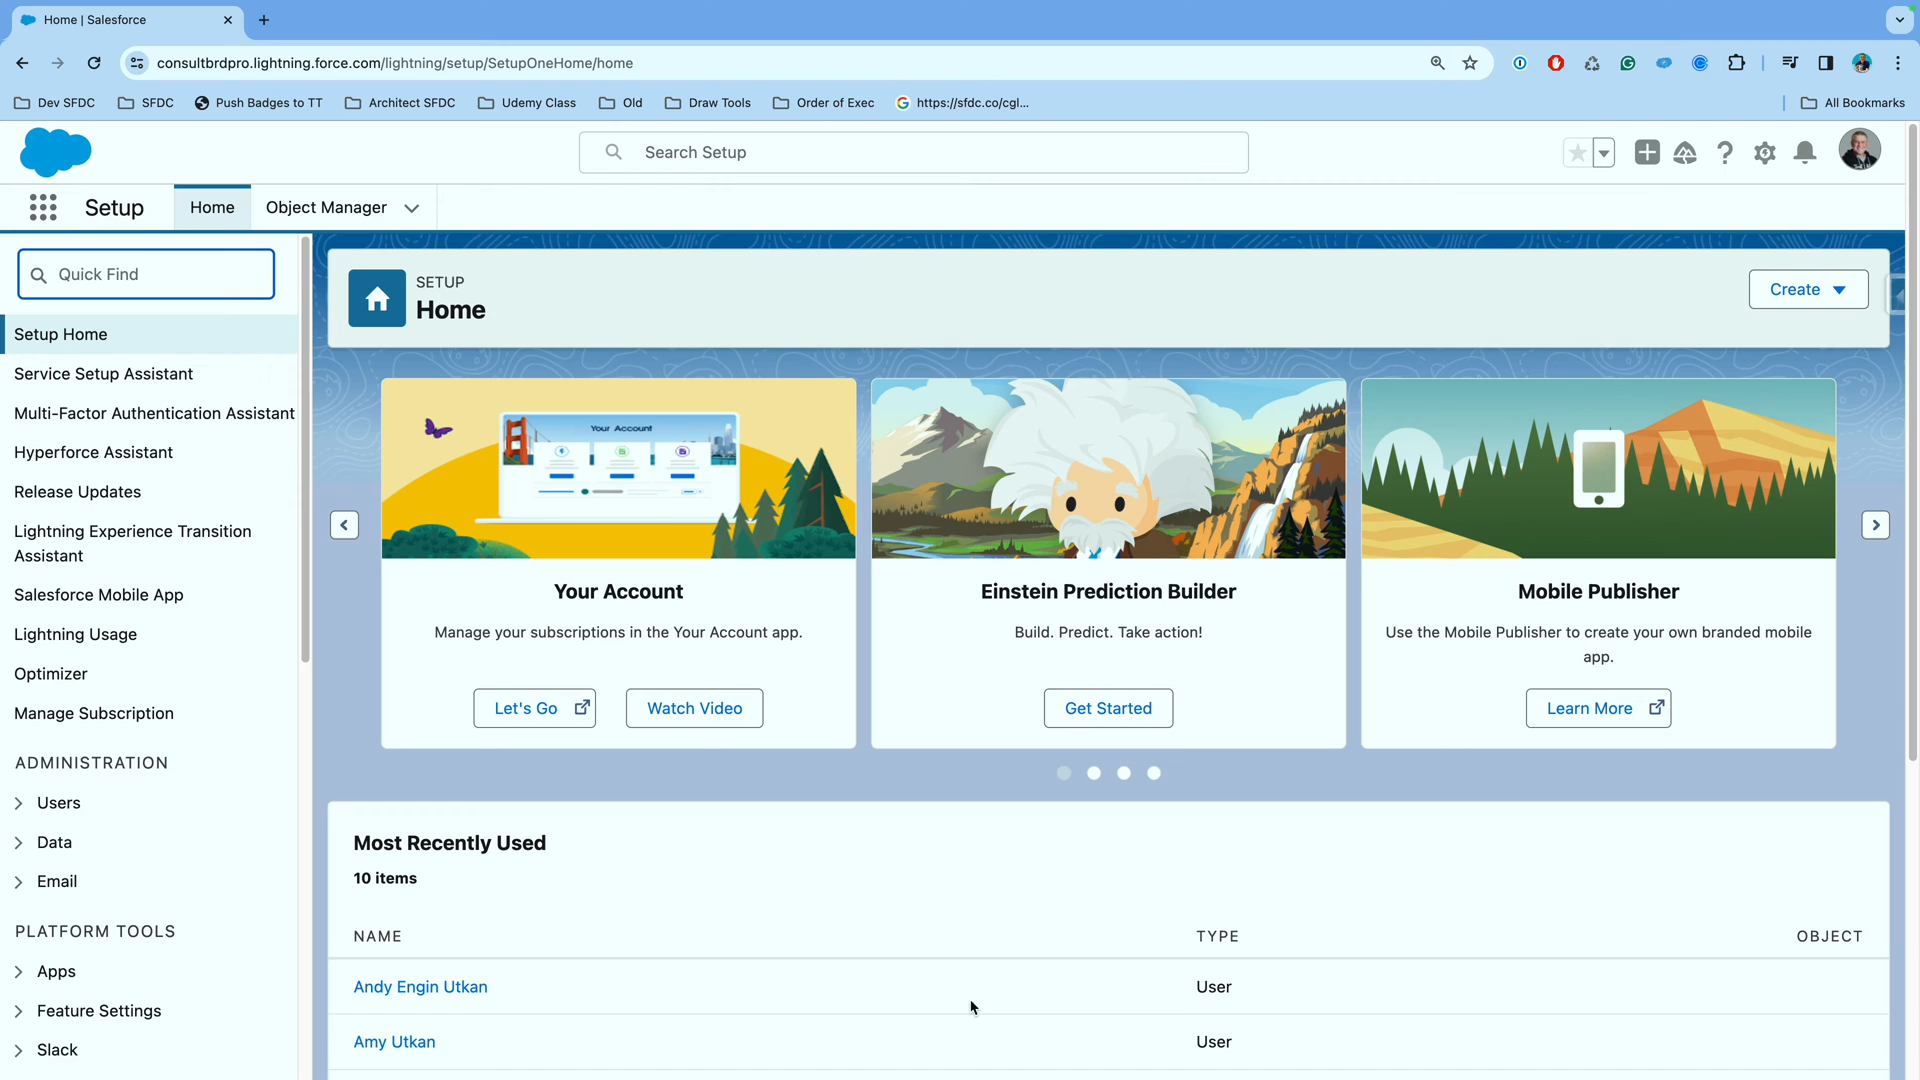 Home | Salesforce
consultbrdpro.lightning.force.com/lightning/setup/SetupOneHome/home
Dev SFDC
SFDC
Push Badges to TT
Architect SFDC
Udemy Class
Old
Draw Tools
Order of Exec
https://sfdc.co/cgl...
All Bookmarks
Search Setup
Setup
Home
Object Manager
Quick Find
Setup Home
Service Setup Assistant
Multi-Factor Authentication Assistant
Hyperforce Assistant
Release Updates
Lightning Experience Transition
Assistant
Salesforce Mobile App
Lightning Usage
Optimizer
Manage Subscription
ADMINISTRATION
Users
Data
Email
PLATFORM TOOLS
Apps
Feature Settings
Slack
SETUP
Home
Create
Your Account
Your Account
Manage your subscriptions in the Your Account app.
Let's Go
Watch Video
Einstein Prediction Builder
Build. Predict. Take action!
Get Started
Mobile Publisher
Use the Mobile Publisher to create your own branded mobile
app.
Learn More
Most Recently Used
10 items
NAME
TYPE
OBJECT
Andy Engin Utkan
User
Amy Utkan
User